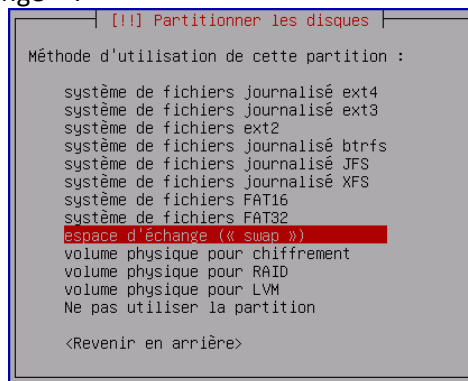 [!!] Partitionner les disques
Méthode d'utilisation de cette partition :
système de fichiers journalisé ext4
système de fichiers journalisé ext3
système de fichiers ext2
système de fichiers journalisé btrfs
système de fichiers journalisé JFS
système de fichiers journalisé XFS
système de fichiers FAT16
système de fichiers FAT32
espace d'échange (« swap »)
volume physique pour chiffrement
volume physique pour RAID
volume physique pour LVM
Ne pas utiliser la partition
<Revenir en arrière>